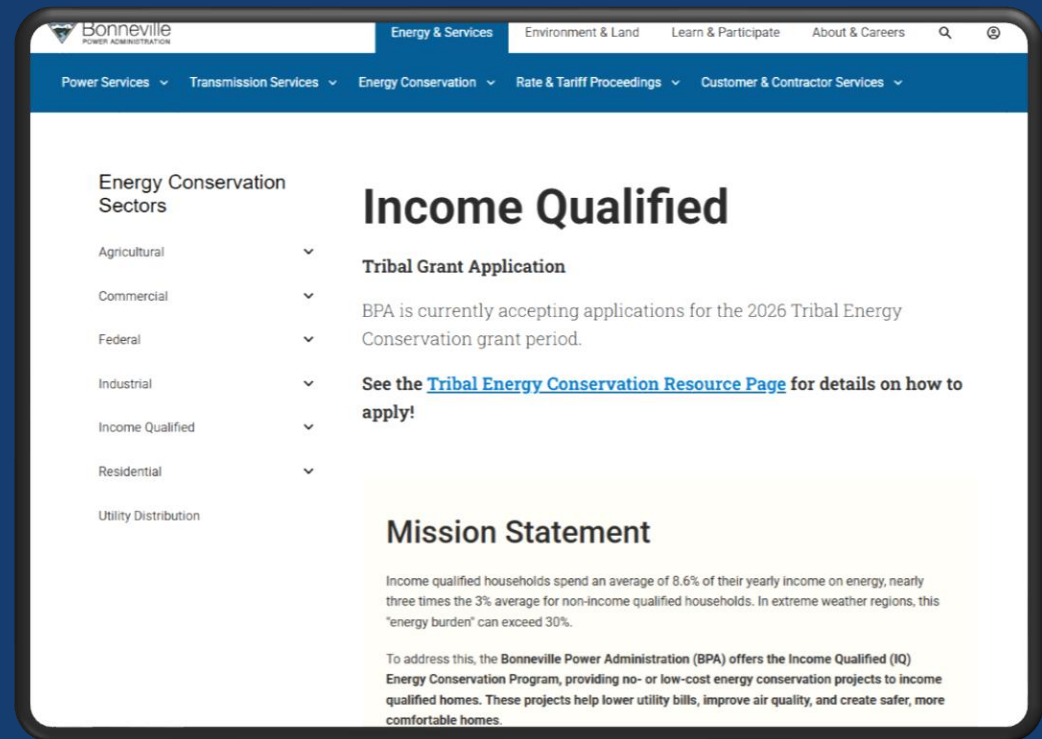 Bonneville
POWER ADMINISTRATION
Energy & Services
Environment & Land
Learn & Participate
About & Careers
Power Services
Transmission Services
Energy Conservation
Rate & Tariff Proceedings
Customer & Contractor Services
Energy Conservation
Sectors
Agricultural
Commercial
Federal
Industrial
Income Qualified
Residential
Utility Distribution
Income Qualified
Tribal Grant Application
BPA is currently accepting applications for the 2026 Tribal Energy
Conservation grant period.
See the Tribal Energy Conservation Resource Page for details on how to
apply!
Mission Statement
Income qualified households spend an average of 8.6% of their yearly income on energy, nearly
three times the 3% average for non-income qualified households. In extreme weather regions, this
"energy burden" can exceed 30%.
To address this, the Bonneville Power Administration (BPA) offers the Income Qualified (IQ)
Energy Conservation Program, providing no- or low-cost energy conservation projects to income
qualified homes. These projects help lower utility bills, improve air quality, and create safer, more
comfortable homes.